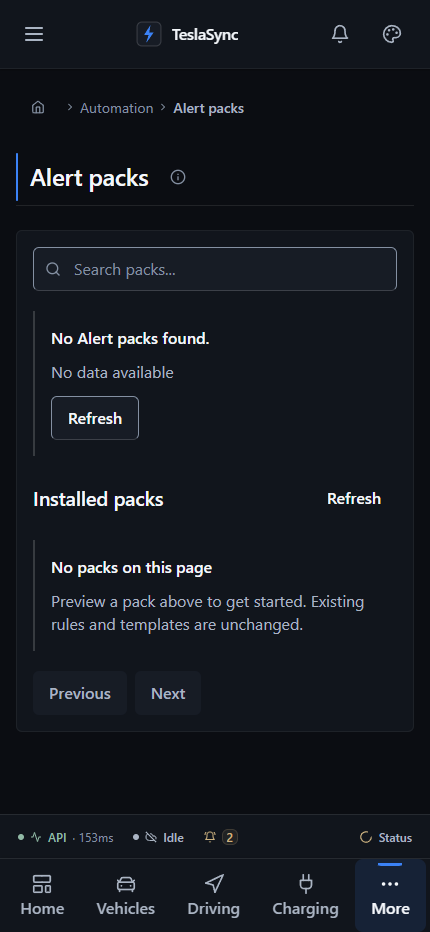 TeslaSync
Automation
Alert packs
Alert packs
Search packs...
No Alert packs found.
No data available
Refresh
Installed packs
Refresh
No packs on this page
Preview a pack above to get started. Existing
rules and templates are unchanged.
Previous
Next
API · 153ms
Idle
2
Status
Home
Vehicles
Driving
Charging
More